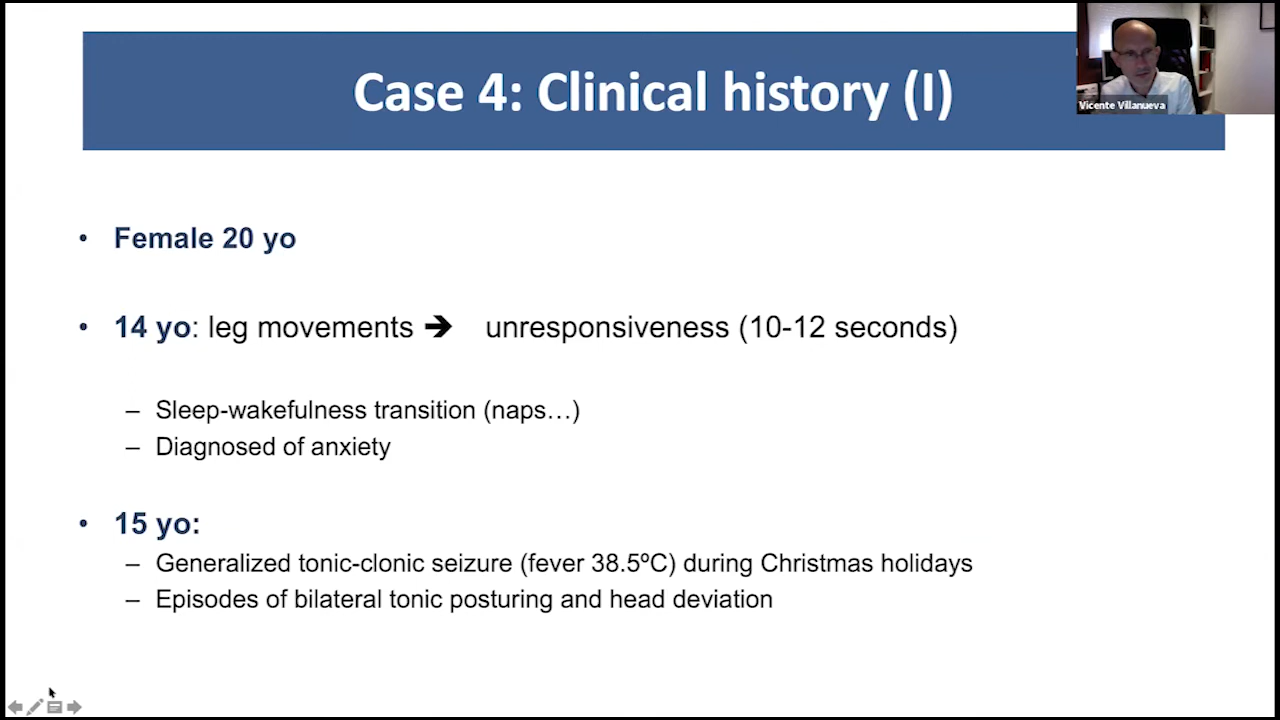 Case 4: Clinical history (I)
Vicente Villanueva
• Female 20 yo
• 14 yo: leg movements ➔ unresponsiveness (10-12 seconds)
– Sleep-wakefulness transition (naps…)
– Diagnosed of anxiety
• 15 yo:
– Generalized tonic-clonic seizure (fever 38.5ºC) during Christmas holidays
– Episodes of bilateral tonic posturing and head deviation